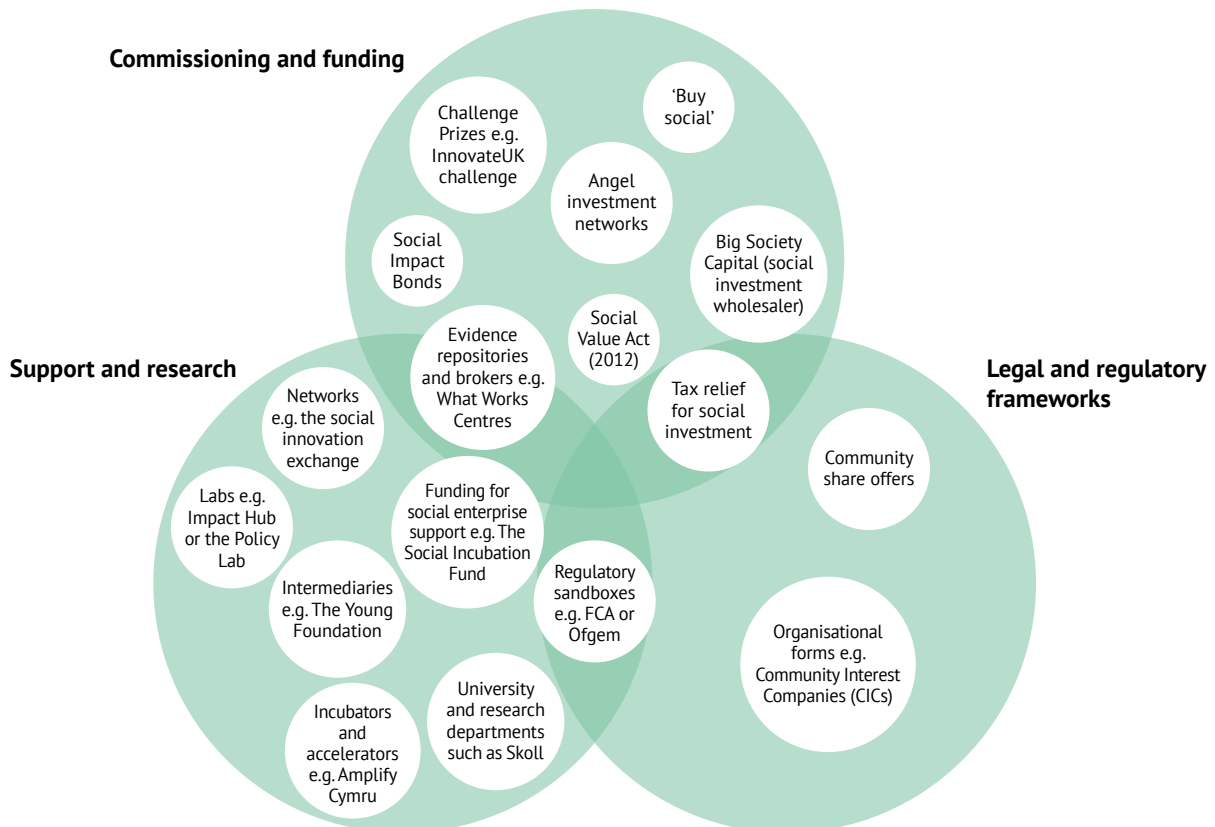 Commissioning and funding
‘Buy
social’
Challenge
Prizes e.g.
InnovateUK
challenge
Angel
investment
networks
Social
Impact
Bonds
Big Society
Capital (social
investment
wholesaler)
Social
Value Act
(2012)
Evidence
repositories
and brokers e.g.
What Works
Centres
Tax relief
for social
investment
Support and research
Legal and regulatory
frameworks
Networks
e.g. the social
innovation
exchange
Community
share offers
Labs e.g.
Impact Hub
or the Policy
Lab
Funding for
social enterprise
support e.g. The
Social Incubation
Fund
Intermediaries
e.g. The Young
Foundation
Regulatory
sandboxes
e.g. FCA or
Ofgem
Organisational
forms e.g.
Community Interest
Companies (CICs)
University
and research
departments
such as Skoll
Incubators
and
accelerators
e.g. Amplify
Cymru